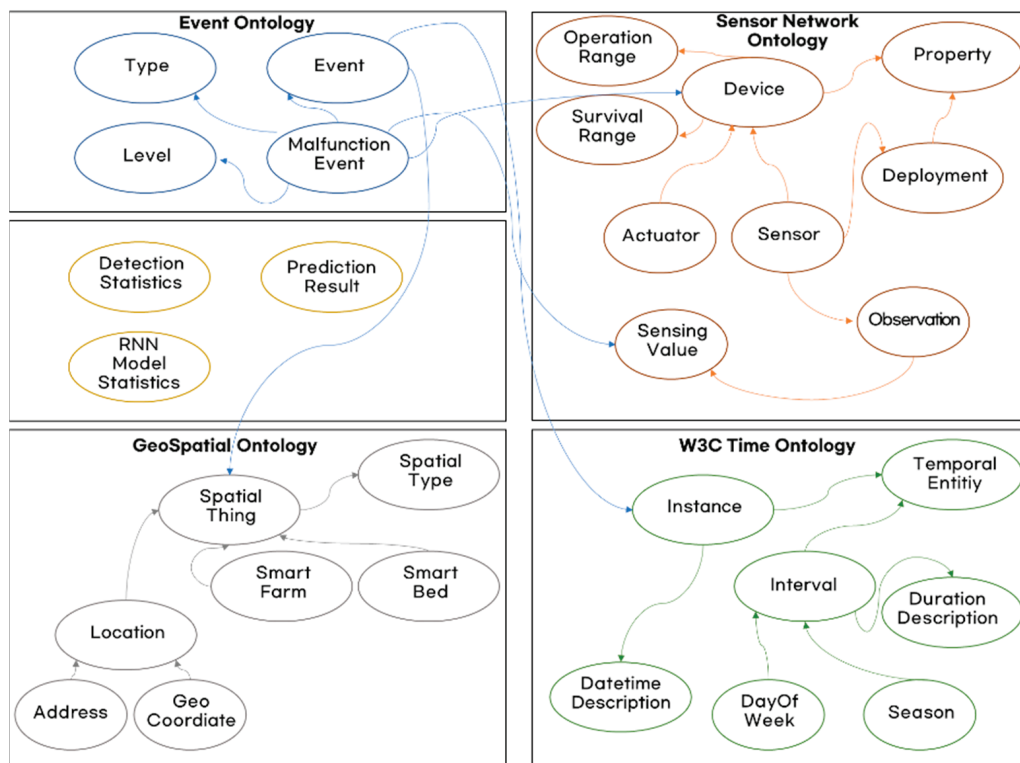 Event Ontology
Type
Event
Level
Malfunction
Event
Sensor Network
Ontology
Operation
Range
Property
Device
Survival
Range
Deployment
Actuator
Sensor
Observation
Sensing
Value
Detection
Statistics
Prediction
Result
RNN
Model
Statistics
GeoSpatial Ontology
Spatial
Type
Spatial
Thing
Smart
Farm
Smart
Bed
Location
Address
Geo
Coordiate
W3C Time Ontology
Temporal
Entitiy
Instance
Interval
Duration
Description
Datetime
Description
DayOf
Week
Season